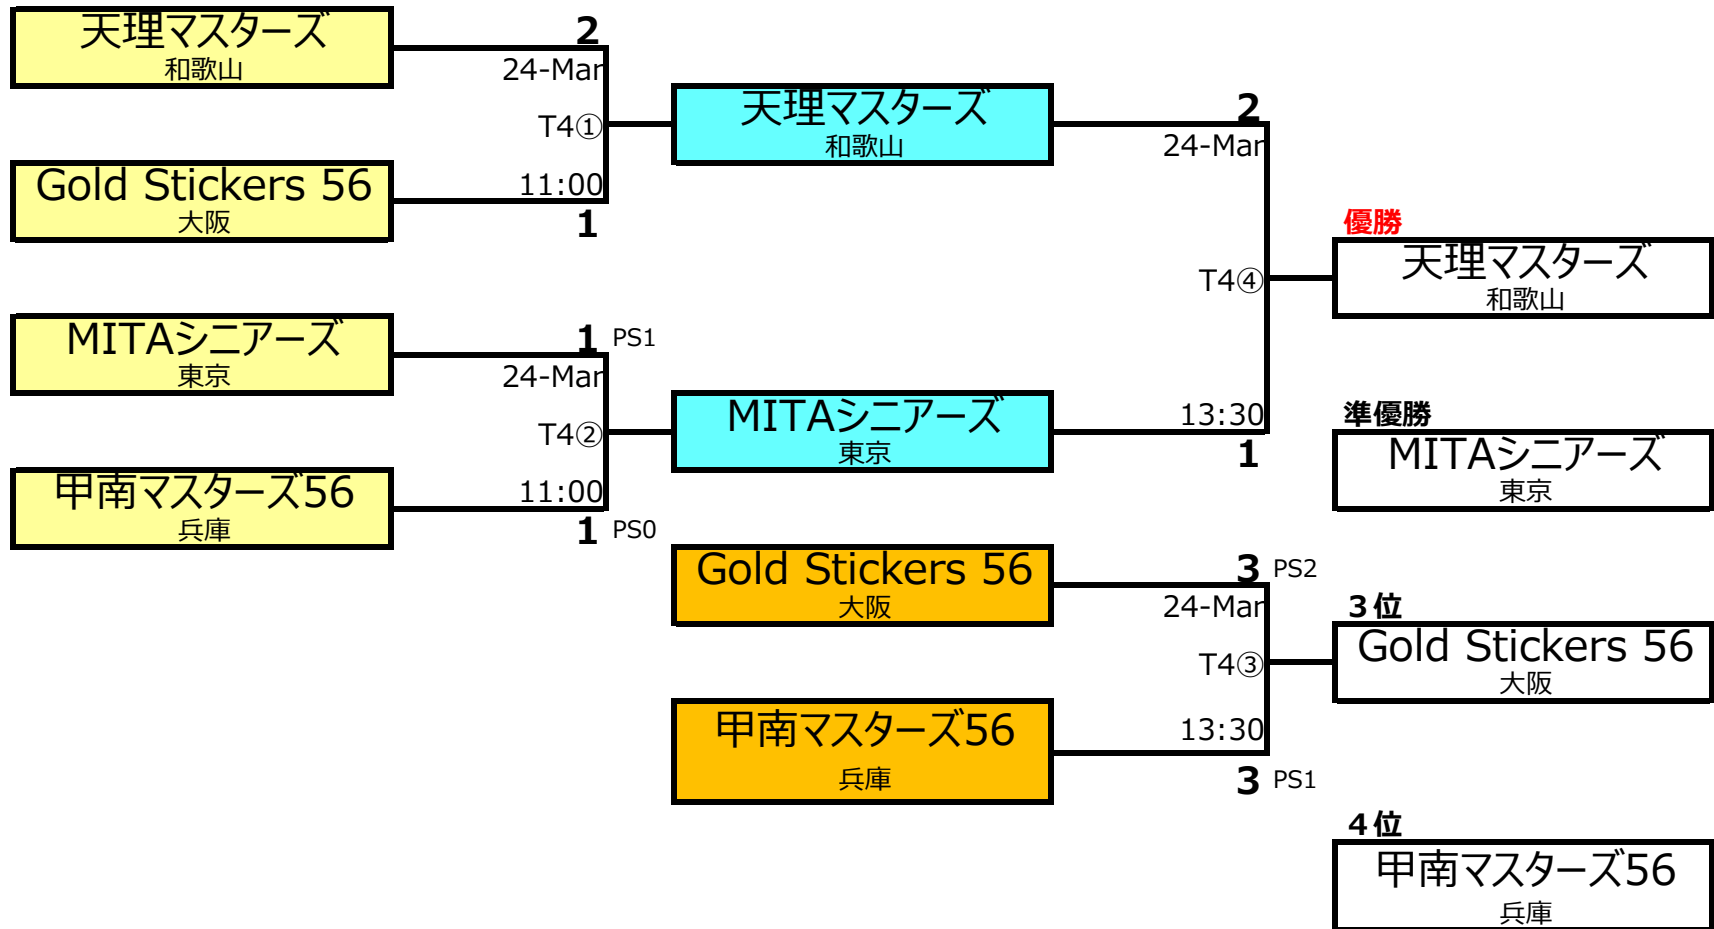 天理マスターズ
和歌山
2
24-Mar
T4①
Gold Stickers 56
大阪
11:00
1
MITAシニアーズ
東京
1 PS1
24-Mar
T4②
甲南マスターズ56
兵庫
11:00
1 PS0
天理マスターズ
和歌山
2
24-Mar
T4④
MITAシニアーズ
東京
13:30
1
Gold Stickers 56
大阪
3 PS2
24-Mar
T4③
甲南マスターズ56
兵庫
13:30
3 PS1
優勝
天理マスターズ
和歌山
準優勝
MITAシニアーズ
東京
３位
Gold Stickers 56
大阪
４位
甲南マスターズ56
兵庫